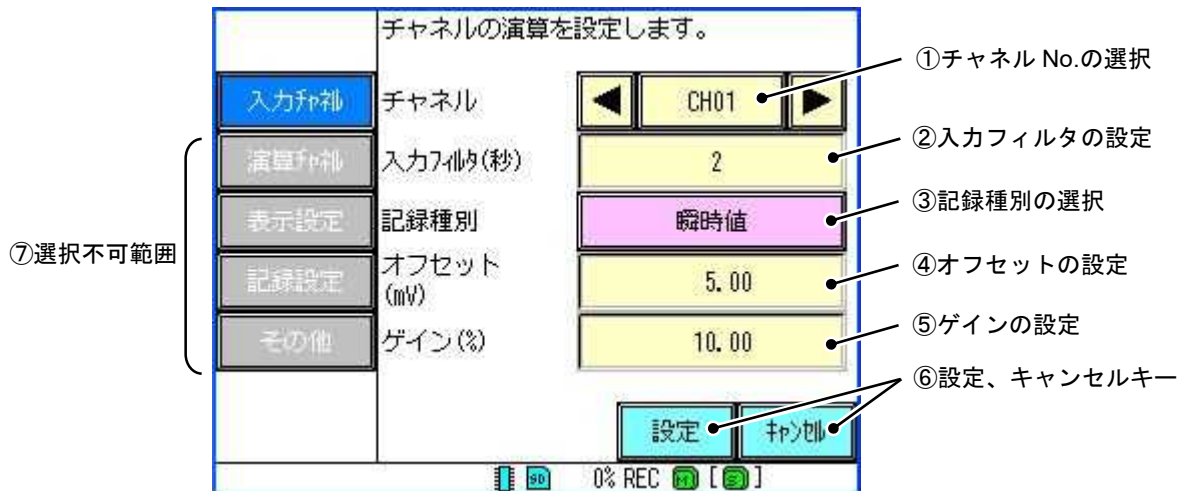 チャネルの演算を設定します。
入力ﾁｬﾈﾙ
チャネル
CH01
演算ﾁｬﾈﾙ
入力ﾌｨﾙﾀ(秒)
2
表示設定
記録種別
瞬時値
記録設定
オフセット
(mV)
5.00
その他
ゲイン(%)
10.00
設定
ｷｬﾝｾﾙ
0% REC [M] [S]
①チャネル No.の選択
②入力フィルタの設定
③記録種別の選択
④オフセットの設定
⑤ゲインの設定
⑥設定、キャンセルキー
⑦選択不可範囲
SD